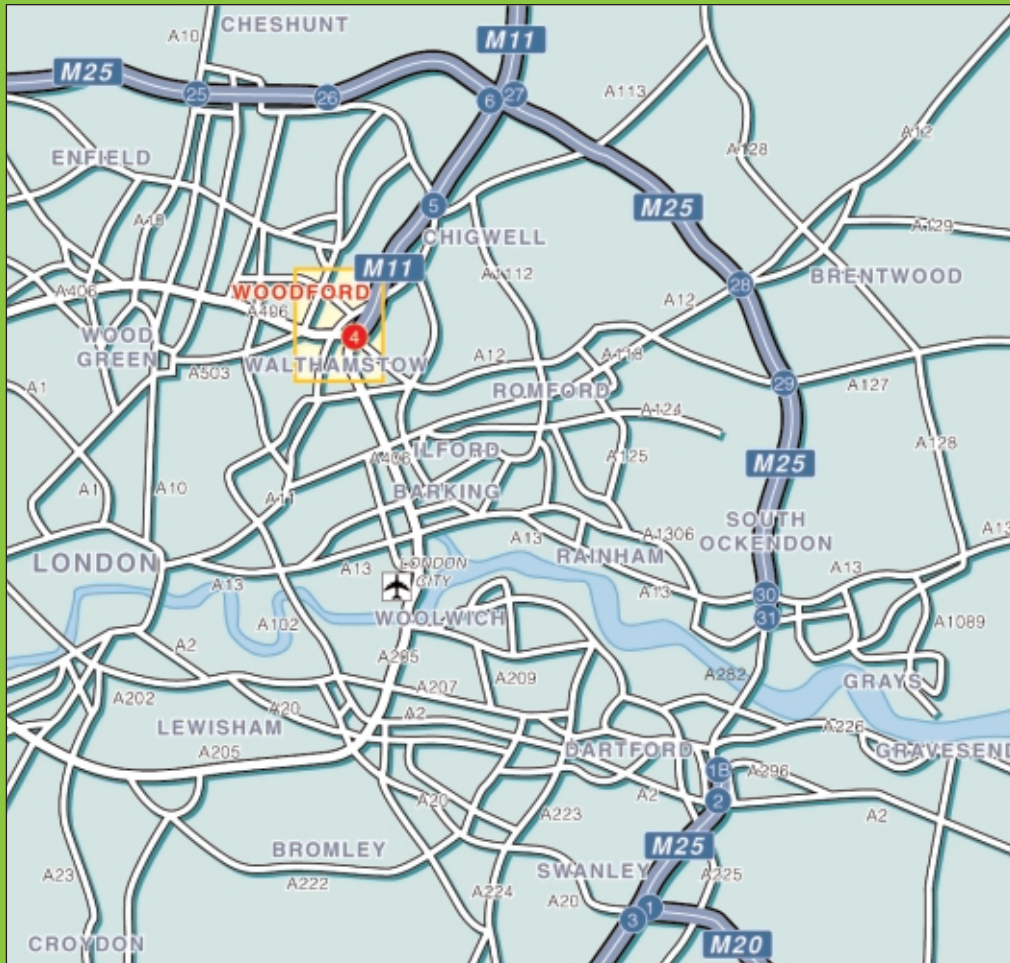 CHESHUNT
A10
M11
M25
25
26
6
27
A113
A12
A128
ENFIELD
5
M25
A10
CHIGWELL
A129
M11
A1112
BRENTWOOD
WOODFORD
28
A406
A406
A12
WOOD
GREEN
4
A118
A12
WALTHAMSTOW
A503
29
A127
A1
ROMFORD
A124
A128
A406
ILFORD
A125
M25
A1
A10
A11
BARKING
SOUTH
OCKENDON
A13
A1306
A13
RAINHAM
LONDON
LONDON
CITY
A13
A13
A13
A13
30
31
A102
WOOLWICH
A1089
A2
A205
A209
A282
GRAYS
A202
A207
A20
A2
A226
LEWISHAM
A205
DARTFORD
GRAVESEND
1B
A296
A20
A2
2
A2
A223
M25
BROMLEY
SWANLEY
A23
A222
A224
A20
A225
1
3
CROYDON
M20